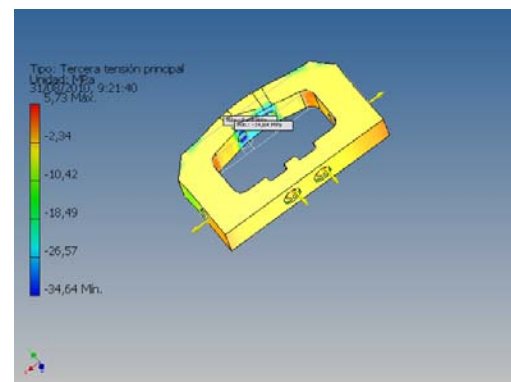 Tipo: Tercera tensión principal
Unidad: MPa
31/08/2010, 9:21:40
5,73 Máx.
-2,34
-10,42
-18,49
-26,57
-34,64 Mín.